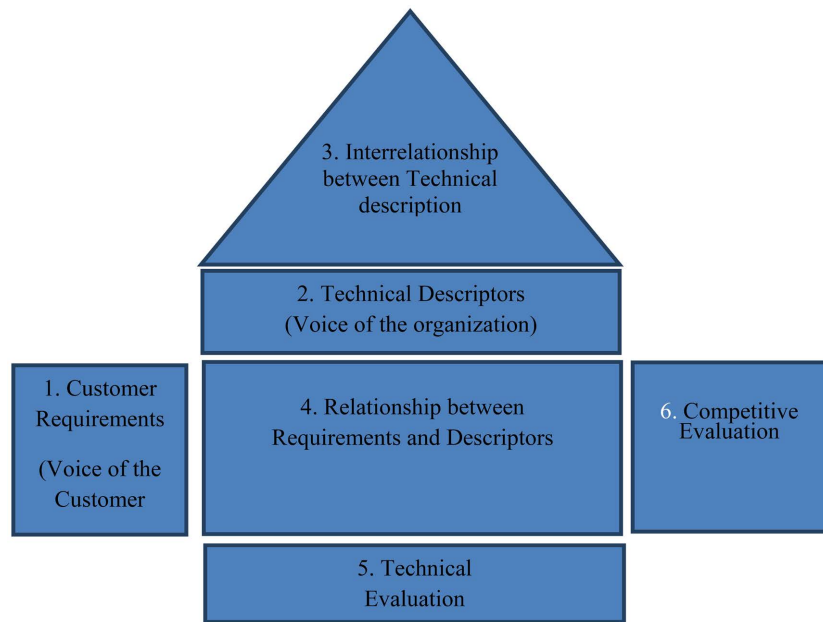 3. Interrelationship
between Technical
description
2. Technical Descriptors
(Voice of the organization)
1. Customer
Requirements
(Voice of the
Customer
4. Relationship between
Requirements and Descriptors
6. Competitive
Evaluation
5. Technical
Evaluation